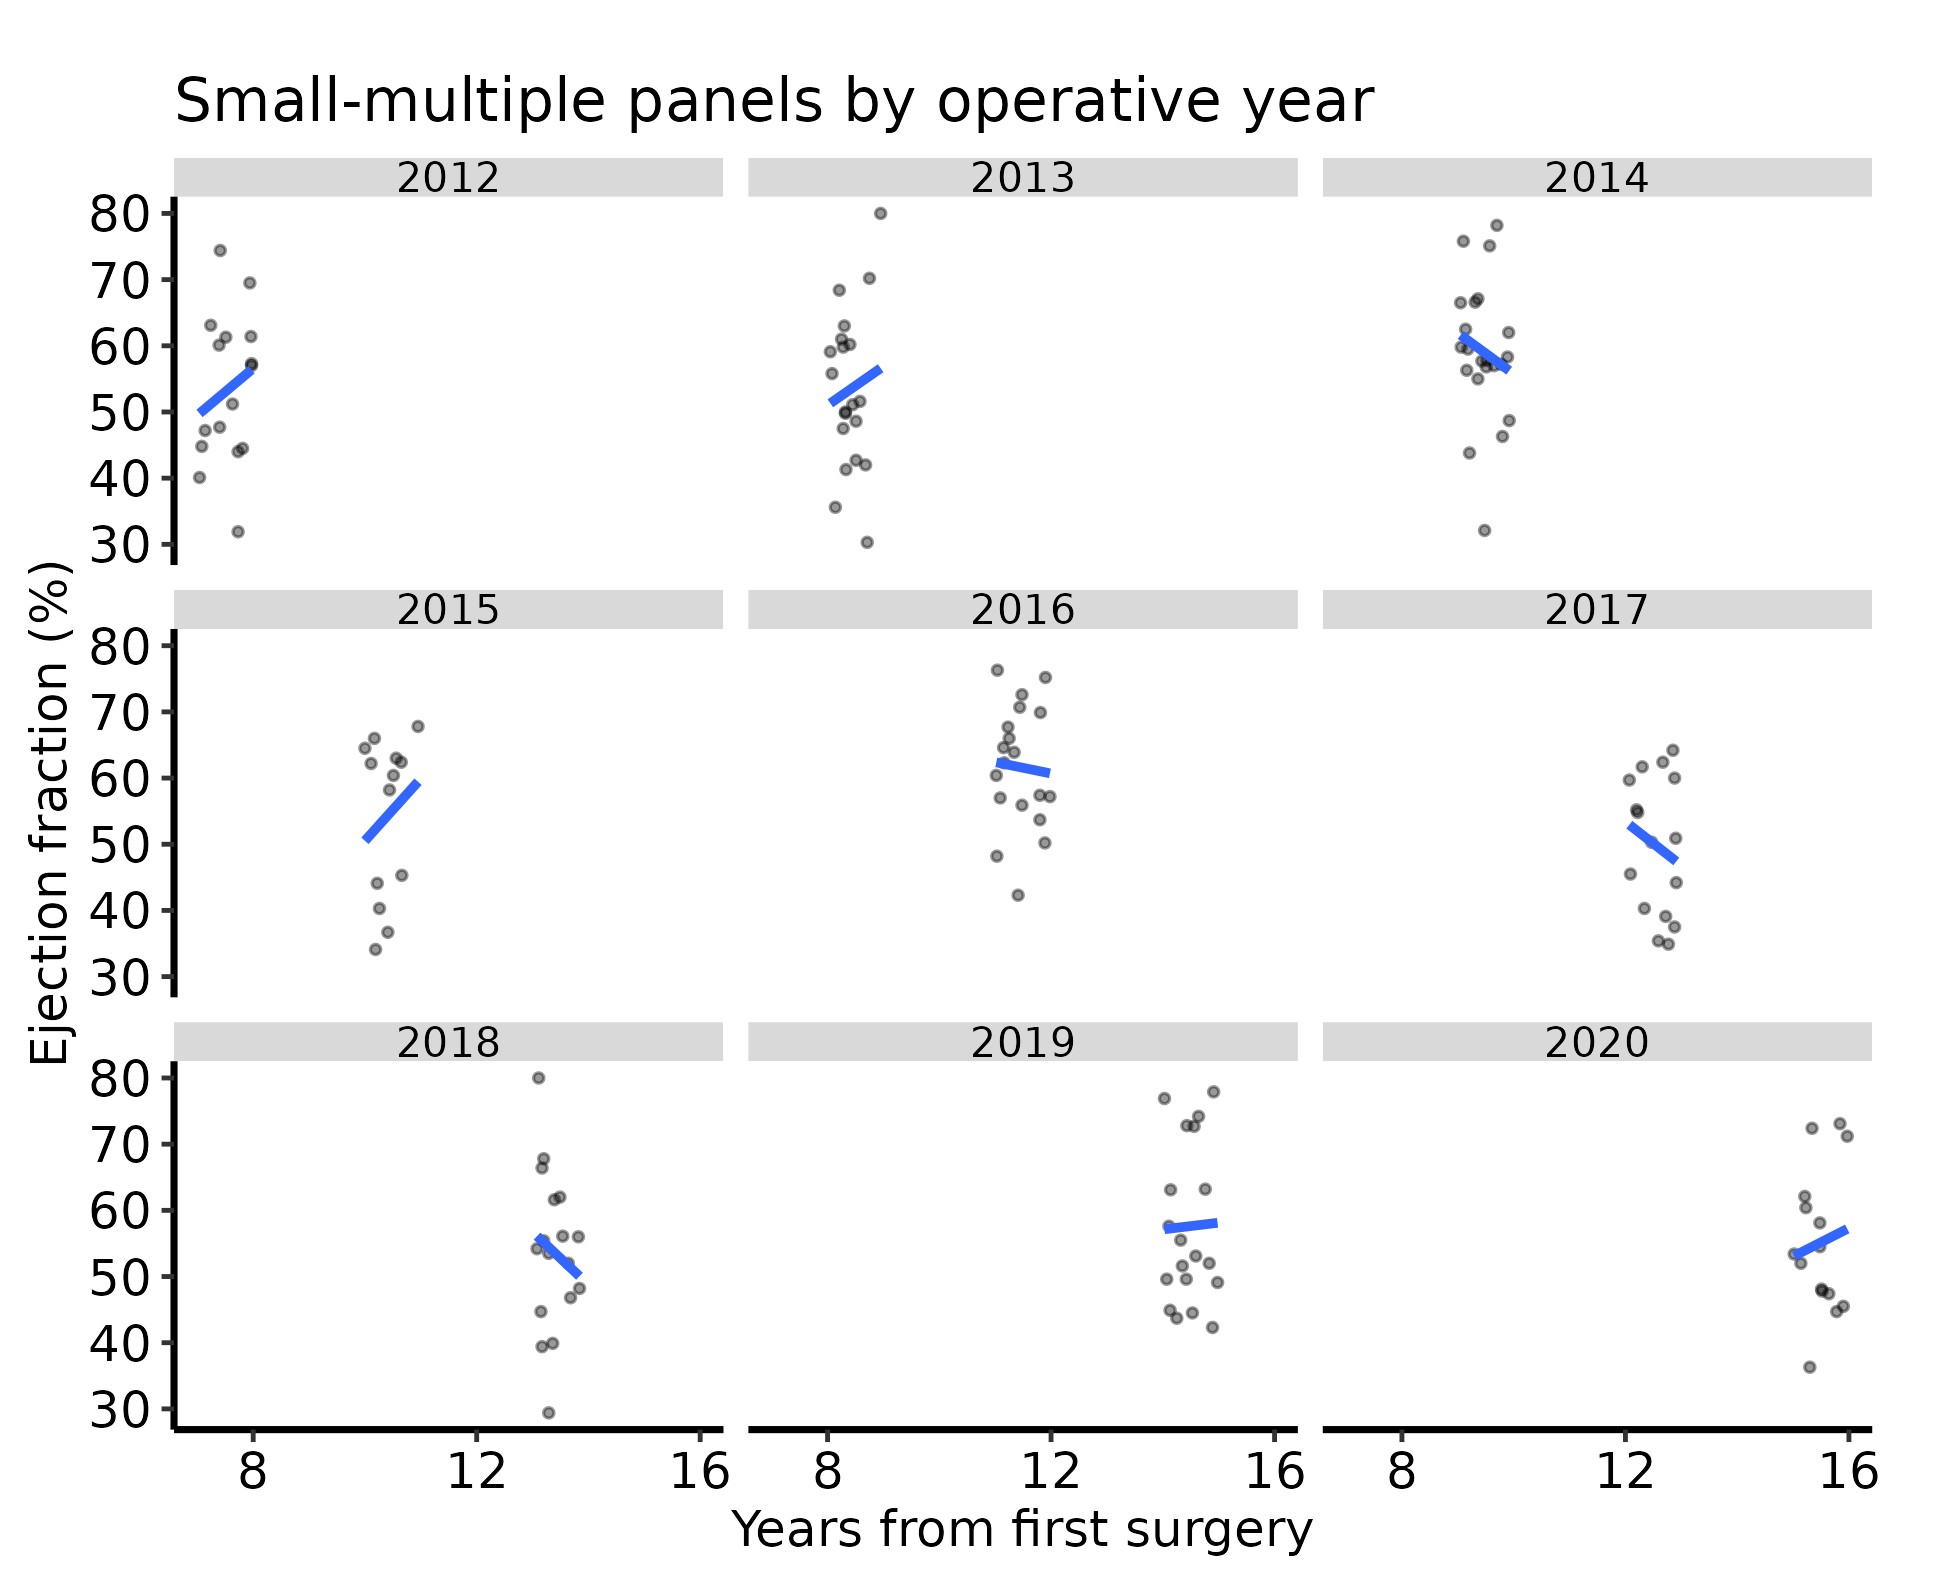 Small-multiple panels by operative year
2012 2013 2014
80
70
60
50
40
30
2015 2016 2017
80
70
60
50
40
30
2018 2019 2020
80
70
60
50
40
30
8 12 16 8 12 16 8 12 16
Years from first surgery
Ejection fraction (%)